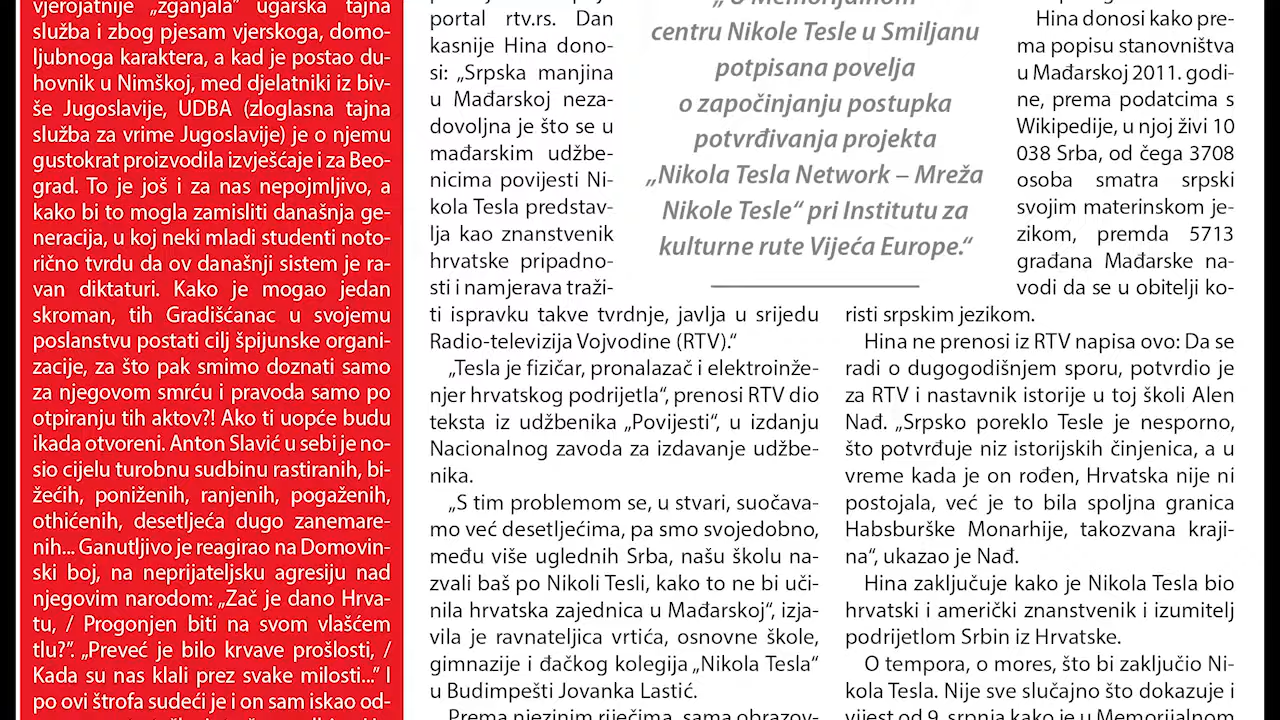 vjerojatnije „zganjala” ugarska tajna
služba i zbog pjesam vjerskoga, domo-
ljubnoga karaktera, a kad je postao du-
hovnik u Nimškoj, med djelatniki iz biv-
še Jugoslavije, UDBA (zloglasna tajna
služba za vrime Jugoslavije) je o njemu
gustokrat proizvodila izvješćaje i za Beo-
grad. To je još i za nas nepojmljivo, a
kako bi to mogla zamisliti današnja ge-
neracija, u koj neki mladi studenti noto-
rično tvrdu da ov današnji sistem je ra-
van diktaturi. Kako je mogao jedan
skroman, tih Gradišćanac u svojemu
poslanstvu postati cilj špijunske organi-
zacije, za što pak smimo doznati samo
za njegovom smrću i pravoda samo po
otpiranju tih aktov?! Ako ti uopće budu
ikada otvoreni. Anton Slavić u sebi je no-
sio cijelu turobnu sudbinu rastiranih, bi-
žećih, poniženih, ranjenih, pogaženih,
othićenih, desetljeća dugo zanemare-
nih... Ganutljivo je reagirao na Domovin-
ski boj, na neprijateljsku agresiju nad
njegovim narodom: „Zač je dano Hrva-
tu, / Progonjen biti na svom vlašćem
tlu?”. „Preveć je bilo krvave prošlosti, /
Kada su nas klali prez svake milosti...” I
po ovi štrofa sudeći je i on sam iskao od-
portal rtv.rs. Dan
kasnije Hina dono-
si: „Srpska manjina
u Mađarskoj neza-
dovoljna je što se u
mađarskim udžbe-
nicima povijesti Ni-
kola Tesla predstav-
lja kao znanstvenik
hrvatske pripadno-
sti i namjerava traži-
ti ispravku takve tvrdnje, javlja u srijedu
Radio-televizija Vojvodine (RTV).“
„Tesla je fizičar, pronalazač i elektroinže-
njer hrvatskog podrijetla“, prenosi RTV dio
teksta iz udžbenika „Povijesti“, u izdanju
Nacionalnog zavoda za izdavanje udžbe-
nika.
„S tim problemom se, u stvari, suočava-
mo već desetljećima, pa smo svojedobno,
među više uglednih Srba, našu školu na-
zvali baš po Nikoli Tesli, kako to ne bi uči-
nila hrvatska zajednica u Mađarskoj“, izja-
vila je ravnateljica vrtića, osnovne škole,
gimnazije i đačkog kolegija „Nikola Tesla“
u Budimpešti Jovanka Lastić.
Prema njezinim riječima, sama obrazov-
„U Memorijalnom
centru Nikole Tesle u Smiljanu
potpisana povelja
o započinjanju postupka
potvrđivanja projekta
„Nikola Tesla Network – Mreža
Nikole Tesle“ pri Institutu za
kulturne rute Vijeća Europe.“
Hina donosi kako pre-
ma popisu stanovništva
u Mađarskoj 2011. godi-
ne, prema podatcima s
Wikipedije, u njoj živi 10
038 Srba, od čega 3708
osoba smatra srpski
svojim materinskom je-
zikom, premda 5713
građana Mađarske na-
vodi da se u obitelji ko-
risti srpskim jezikom.
Hina ne prenosi iz RTV napisa ovo: Da se
radi o dugogodišnjem sporu, potvrdio je
za RTV i nastavnik istorije u toj školi Alen
Nađ. „Srpsko poreklo Tesle je nesporno,
što potvrđuje niz istorijskih činjenica, a u
vreme kada je on rođen, Hrvatska nije ni
postojala, već je to bila spoljna granica
Habsburške Monarhije, takozvana kraji-
na“, ukazao je Nađ.
Hina zaključuje kako je Nikola Tesla bio
hrvatski i američki znanstvenik i izumitelj
podrijetlom Srbin iz Hrvatske.
O tempora, o mores, što bi zaključio Ni-
kola Tesla. Nije sve slučajno što dokazuje i
vijest od 9. srpnja kako je u Memorijalnom